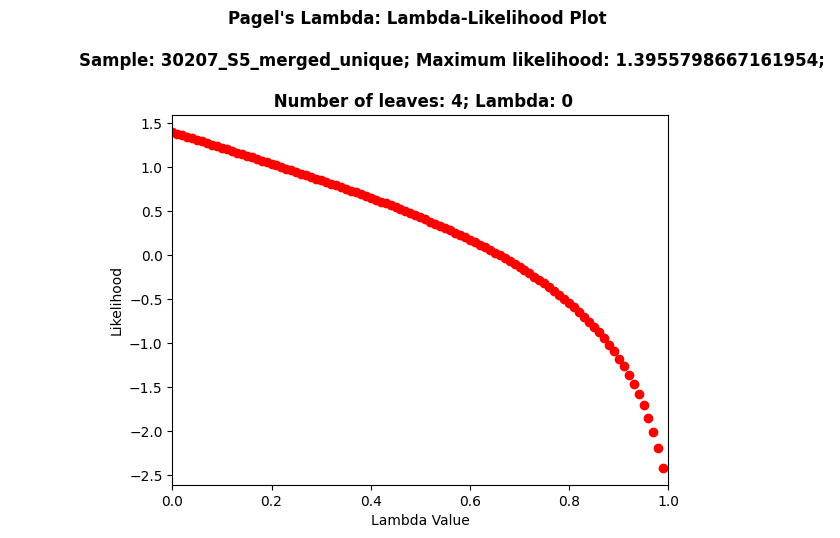 Pagel's Lambda: Lambda-Likelihood Plot
Sample: 30207_S5_merged_unique; Maximum likelihood: 1.3955798667161954;
Number of leaves: 4; Lambda: 0
1.5
1.0
0.5
0.0
−0.5
−1.0
−1.5
−2.0
−2.5
Likelihood
0.0 0.2 0.4 0.6 0.8 1.0
Lambda Value